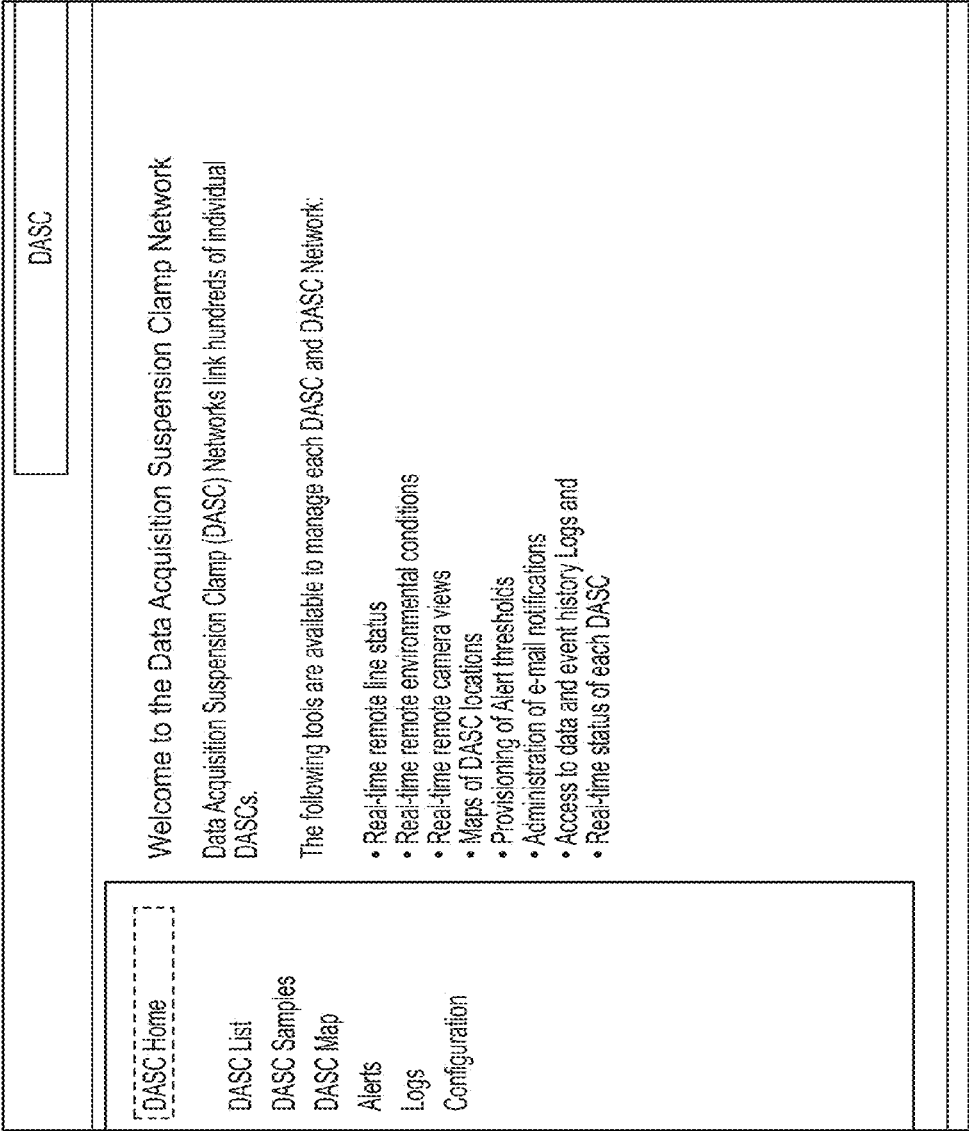 DASC
DASC Home
DASC List
DASC Samples
DASC Map
Alerts
Logs
Configuration
Welcome to the Data Acquisition Suspension Clamp Network
Data Acquisition Suspension Clamp (DASC) Networks link hundreds of individual
DASCs.
The following tools are available to manage each DASC and DASC Network:
• Real-time remote line status
• Real-time remote environmental conditions
• Real-time remote camera views
• Maps of DASC locations
• Provisioning of Alert thresholds
• Administration of e-mail notifications
• Access to data and event history Logs and
• Real-time status of each DASC